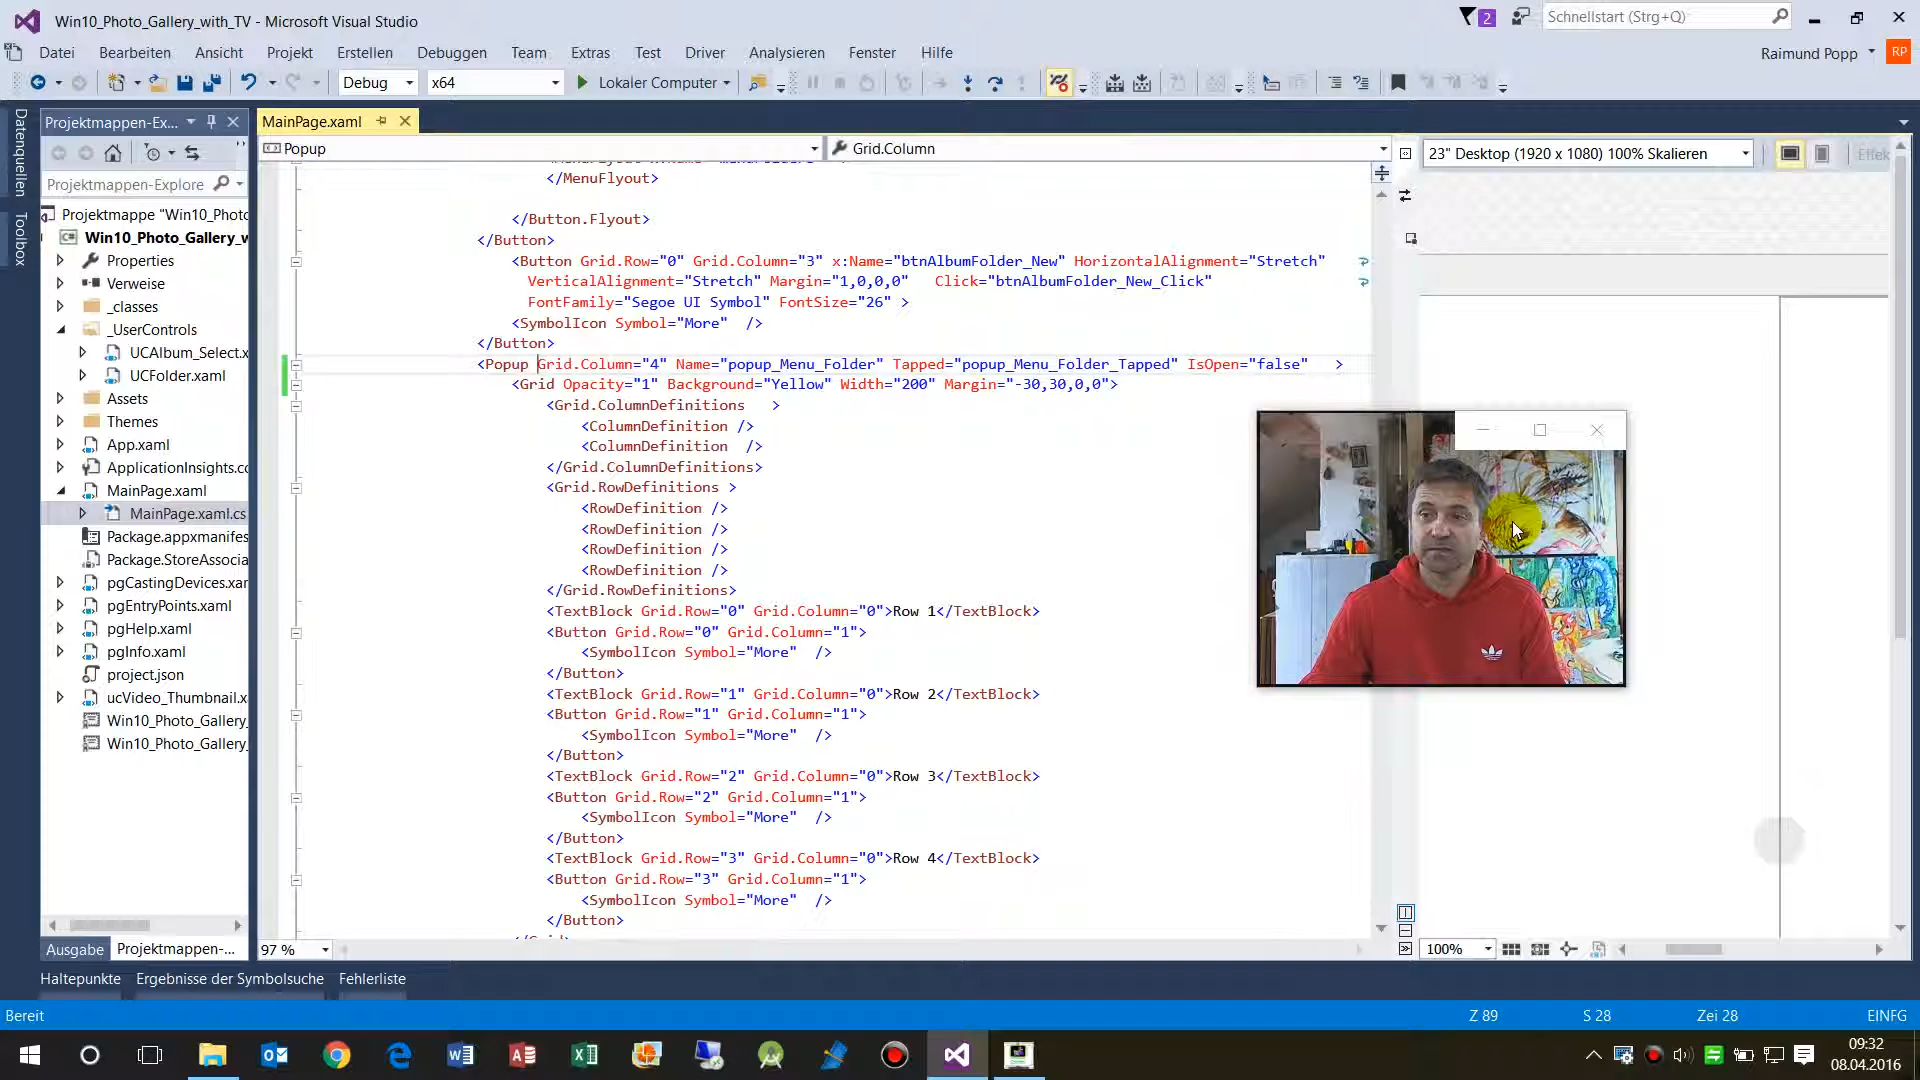 Win10_Photo_Gallery_with_TV - Microsoft Visual Studio
2
Schnellstart (Strg+Q)
Datei Bearbeiten Ansicht Projekt Erstellen Debuggen Team Extras Test Driver Analysieren Fenster Hilfe
Raimund Popp
RP
Debug
x64
Lokaler Computer
Datenquellen
Toolbox
Projektmappen-Ex...
Projektmappen-Explore
Projektmappe "Win10_Photo
Win10_Photo_Gallery_w
Properties
Verweise
_classes
_UserControls
UCAlbum_Select.x
UCFolder.xaml
Assets
Themes
App.xaml
ApplicationInsights.co
MainPage.xaml
MainPage.xaml.cs
Package.appxmanifes
Package.StoreAssocia
pgCastingDevices.xar
pgEntryPoints.xaml
pgHelp.xaml
pgInfo.xaml
project.json
ucVideo_Thumbnail.x
Win10_Photo_Gallery_
Win10_Photo_Gallery_
Ausgabe
Projektmappen-...
MainPage.xaml
Popup
Grid.Column
</MenuFlyout>
</Button.Flyout>
</Button>
<Button Grid.Row="0" Grid.Column="3" x:Name="btnAlbumFolder_New" HorizontalAlignment="Stretch"
VerticalAlignment="Stretch" Margin="1,0,0,0" Click="btnAlbumFolder_New_Click"
FontFamily="Segoe UI Symbol" FontSize="26" >
<SymbolIcon Symbol="More" />
</Button>
<Popup Grid.Column="4" Name="popup_Menu_Folder" Tapped="popup_Menu_Folder_Tapped" IsOpen="false" >
<Grid Opacity="1" Background="Yellow" Width="200" Margin="-30,30,0,0">
<Grid.ColumnDefinitions >
<ColumnDefinition />
<ColumnDefinition />
</Grid.ColumnDefinitions>
<Grid.RowDefinitions >
<RowDefinition />
<RowDefinition />
<RowDefinition />
<RowDefinition />
</Grid.RowDefinitions>
<TextBlock Grid.Row="0" Grid.Column="0">Row 1</TextBlock>
<Button Grid.Row="0" Grid.Column="1">
<SymbolIcon Symbol="More" />
</Button>
<TextBlock Grid.Row="1" Grid.Column="0">Row 2</TextBlock>
<Button Grid.Row="1" Grid.Column="1">
<SymbolIcon Symbol="More" />
</Button>
<TextBlock Grid.Row="2" Grid.Column="0">Row 3</TextBlock>
<Button Grid.Row="2" Grid.Column="1">
<SymbolIcon Symbol="More" />
</Button>
<TextBlock Grid.Row="3" Grid.Column="0">Row 4</TextBlock>
<Button Grid.Row="3" Grid.Column="1">
<SymbolIcon Symbol="More" />
</Button>
97 %
23" Desktop (1920 x 1080) 100% Skalieren
Effek
100%
Haltepunkte Ergebnisse der Symbolsuche Fehlerliste
Bereit
Z 89
S 28
Zei 28
EINFG
09:32
08.04.2016